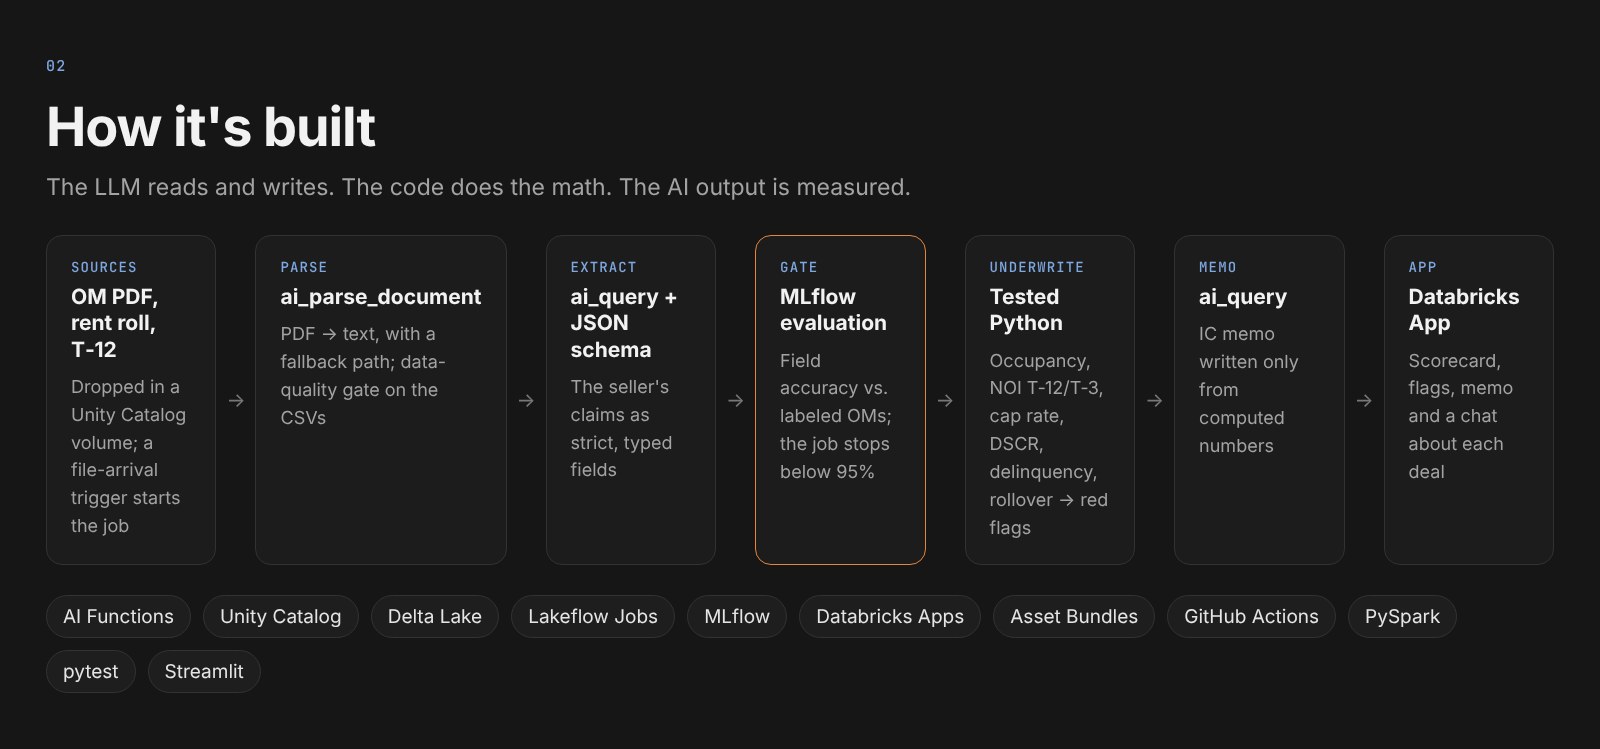 02
How it's built
The LLM reads and writes. The code does the math. The AI output is measured.
SOURCES
OM PDF,
rent roll,
T-12
Dropped in a
Unity Catalog
volume; a
file-arrival
trigger starts
the job
→
PARSE
ai_parse_document
PDF → text, with a
fallback path; data-
quality gate on the
CSVs
→
EXTRACT
ai_query +
JSON
schema
The seller's
claims as
strict, typed
fields
→
GATE
MLflow
evaluation
Field
accuracy vs.
labeled OMs;
the job stops
below 95%
→
UNDERWRITE
Tested
Python
Occupancy,
NOI T-12/T-3,
cap rate,
DSCR,
delinquency,
rollover → red
flags
→
MEMO
ai_query
IC memo
written only
from
computed
numbers
→
APP
Databricks
App
Scorecard,
flags, memo
and a chat
about each
deal
AI Functions
Unity Catalog
Delta Lake
Lakeflow Jobs
MLflow
Databricks Apps
Asset Bundles
GitHub Actions
PySpark
pytest
Streamlit